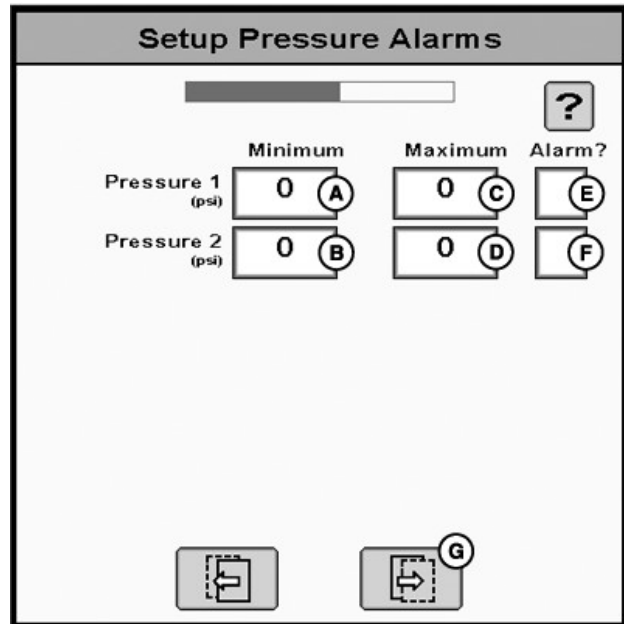 Setup Pressure Alarms
?
Minimum Maximum Alarm?
Pressure 1 0 A 0 C E
(psi)
Pressure 2 0 B 0 D F
(psi)
G